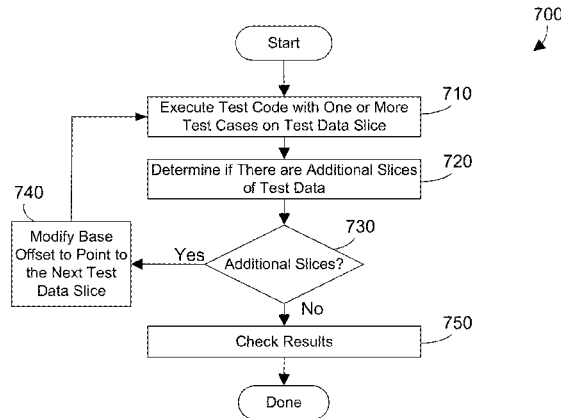 700
Start
Execute Test Code with One or More
Test Cases on Test Data Slice
710
Determine if There are Additional Slices
of Test Data
720
740
Modify Base
Offset to Point to
the Next Test
Data Slice
Yes
Additional Slices?
730
No
Check Results
750
Done